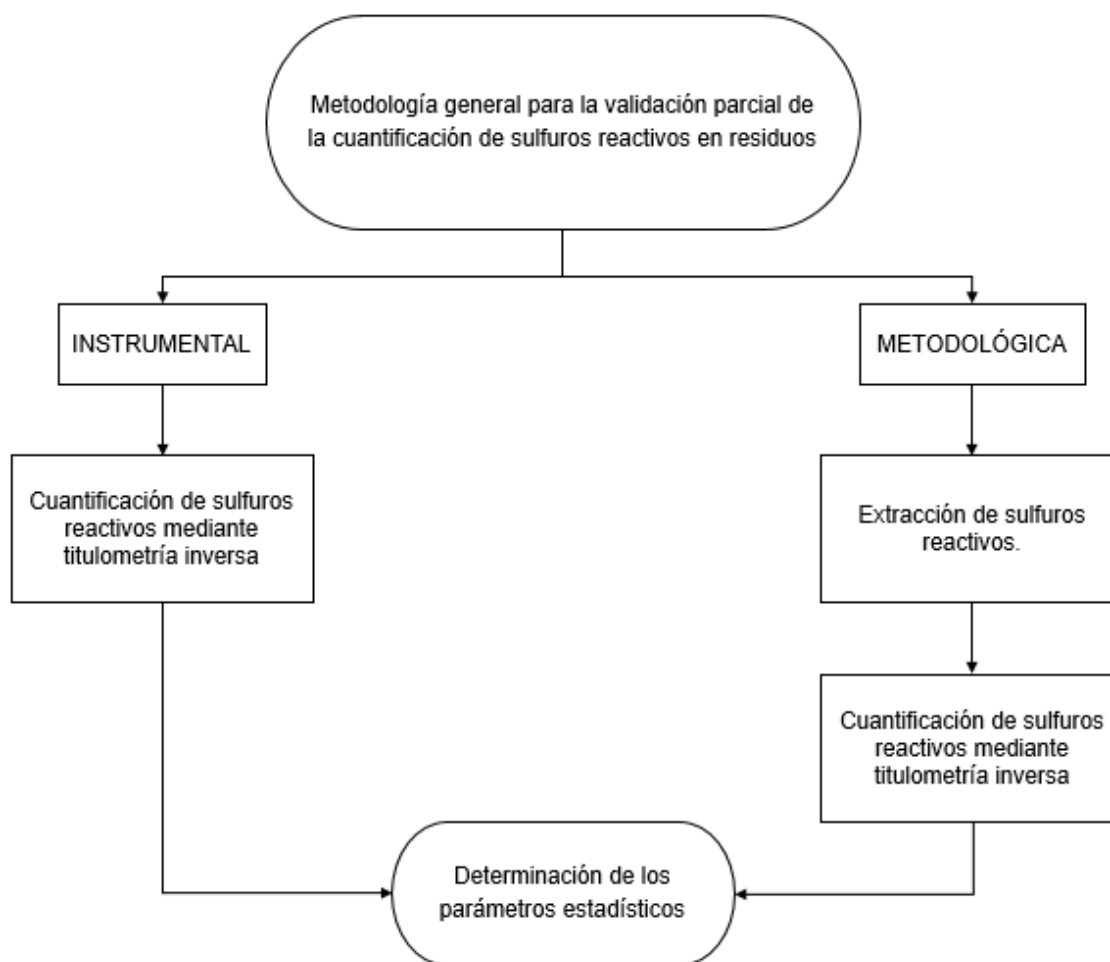 Metodología general para la validación parcial de
la cuantificación de sulfuros reactivos en residuos
INSTRUMENTAL
METODOLÓGICA
Cuantificación de sulfuros
reactivos mediante
titulometría inversa
Extracción de sulfuros
reactivos.
Cuantificación de sulfuros
reactivos mediante
titulometría inversa
Determinación de los
parámetros estadísticos